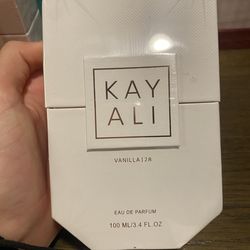 KAY
ALI
VANILLA | 28
EAU DE PARFUM
100 ML/3.4 FL.OZ